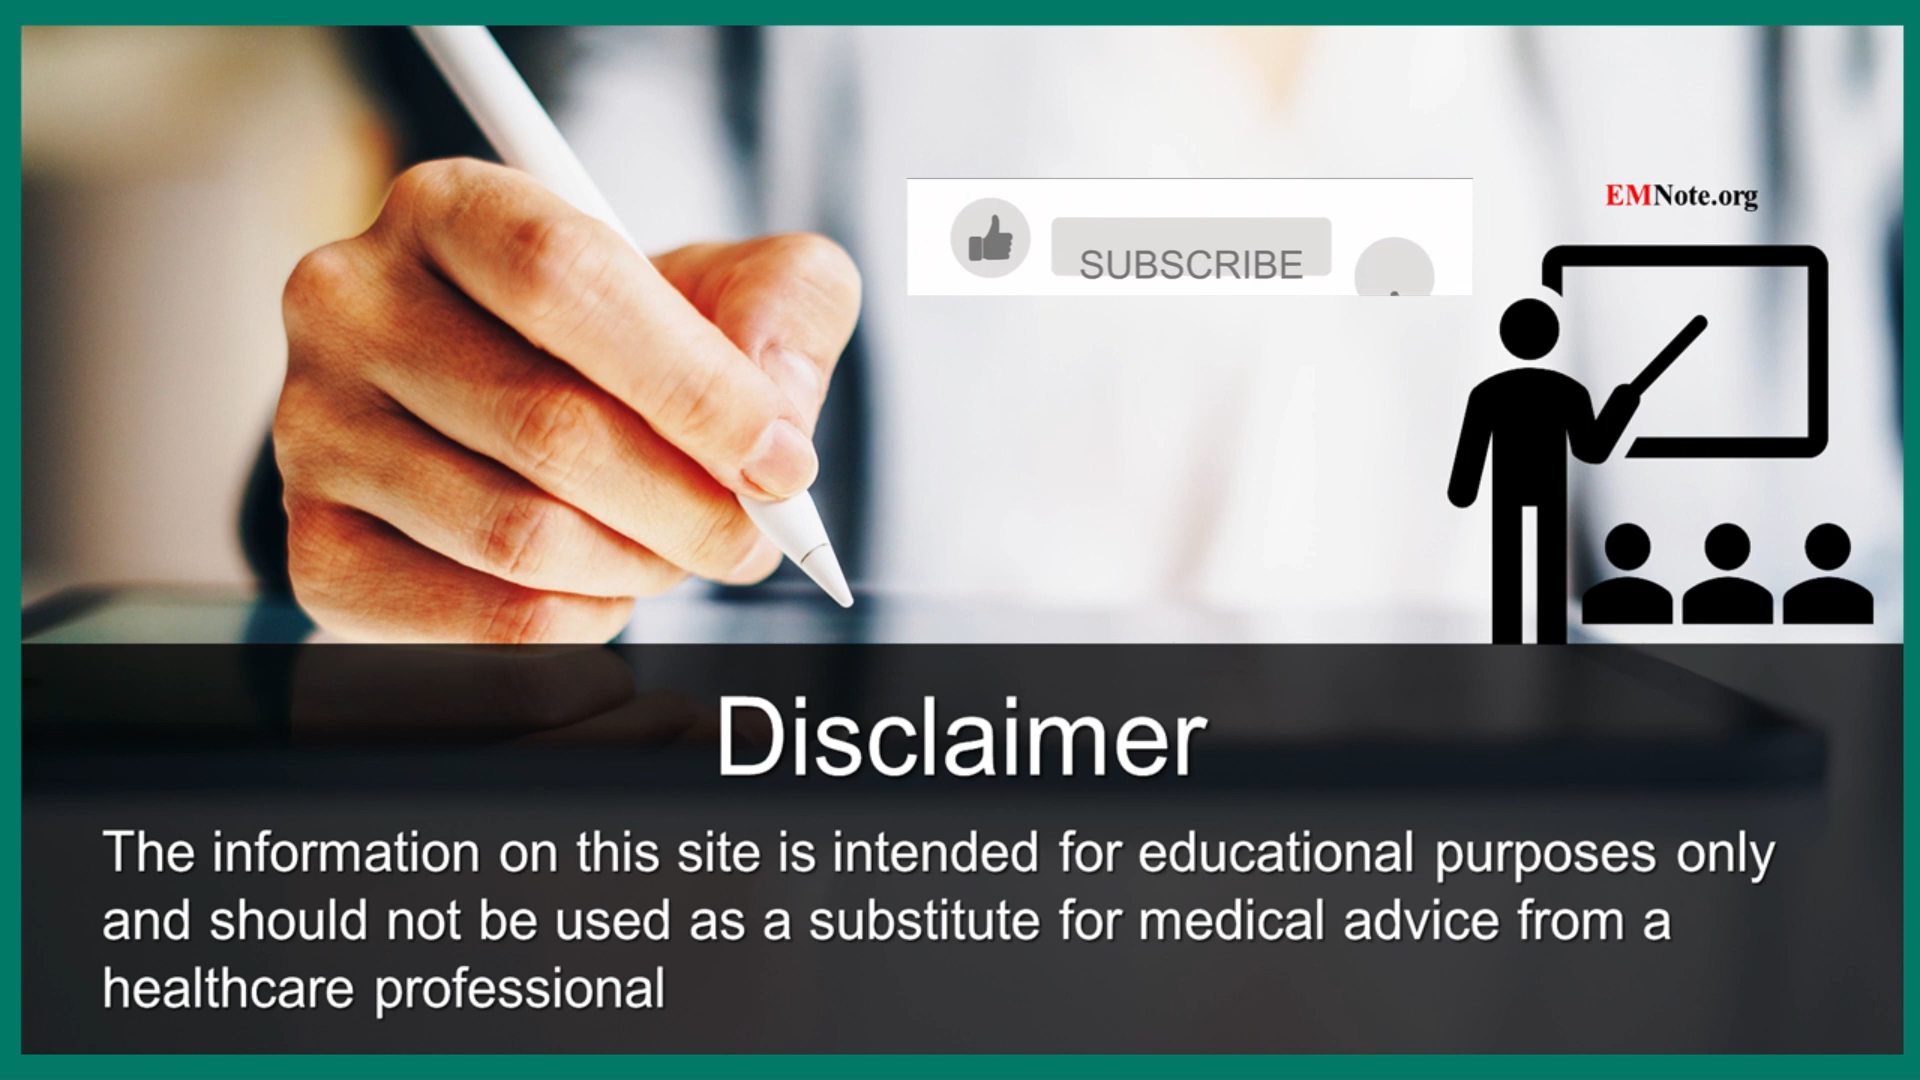 EMNote.org
SUBSCRIBE
Disclaimer
The information on this site is intended for educational purposes only
and should not be used as a substitute for medical advice from a
healthcare professional